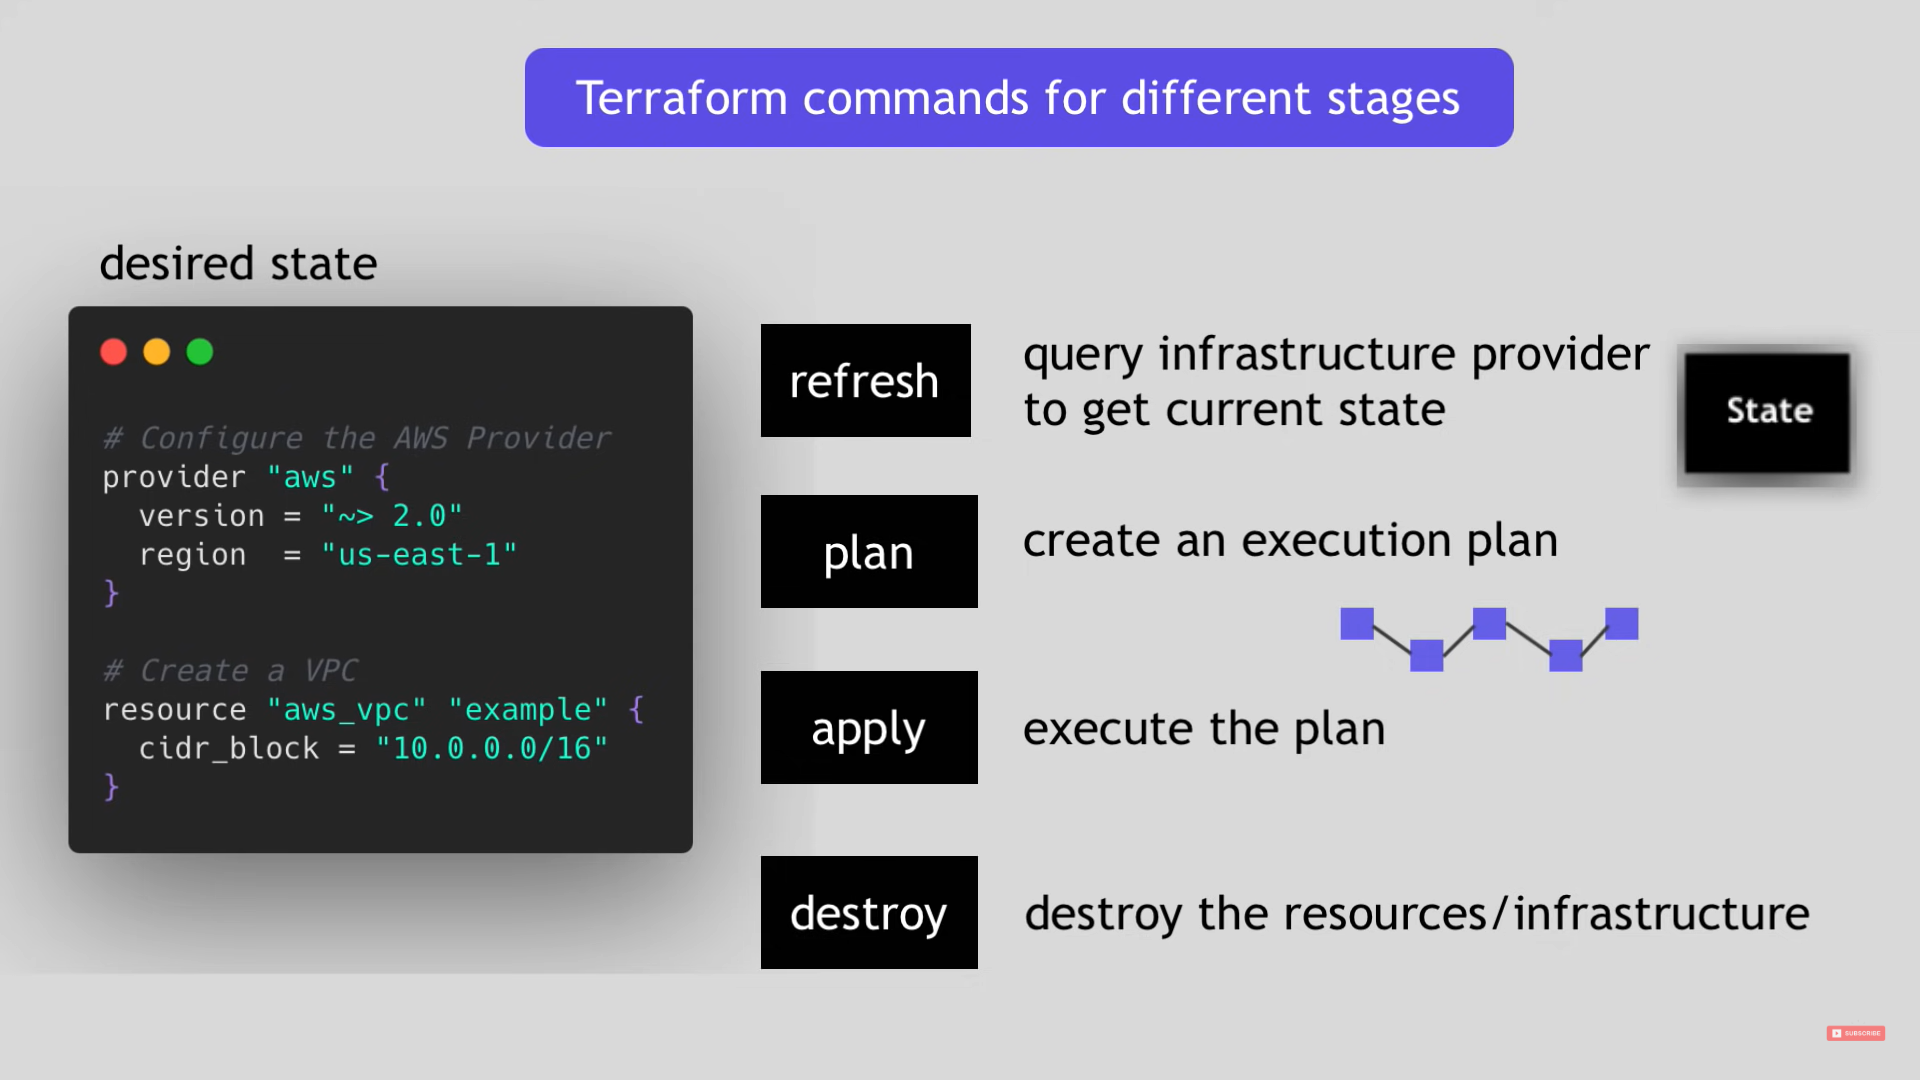 Terraform commands for different stages
desired state
# Configure the AWS Provider
provider "aws" {
  version = "~> 2.0"
  region  = "us-east-1"
}
# Create a VPC
resource "aws_vpc" "example" {
  cidr_block = "10.0.0.0/16"
}
refresh
query infrastructure provider
to get current state
State
plan
create an execution plan
apply
execute the plan
destroy
destroy the resources/infrastructure
SUBSCRIBE